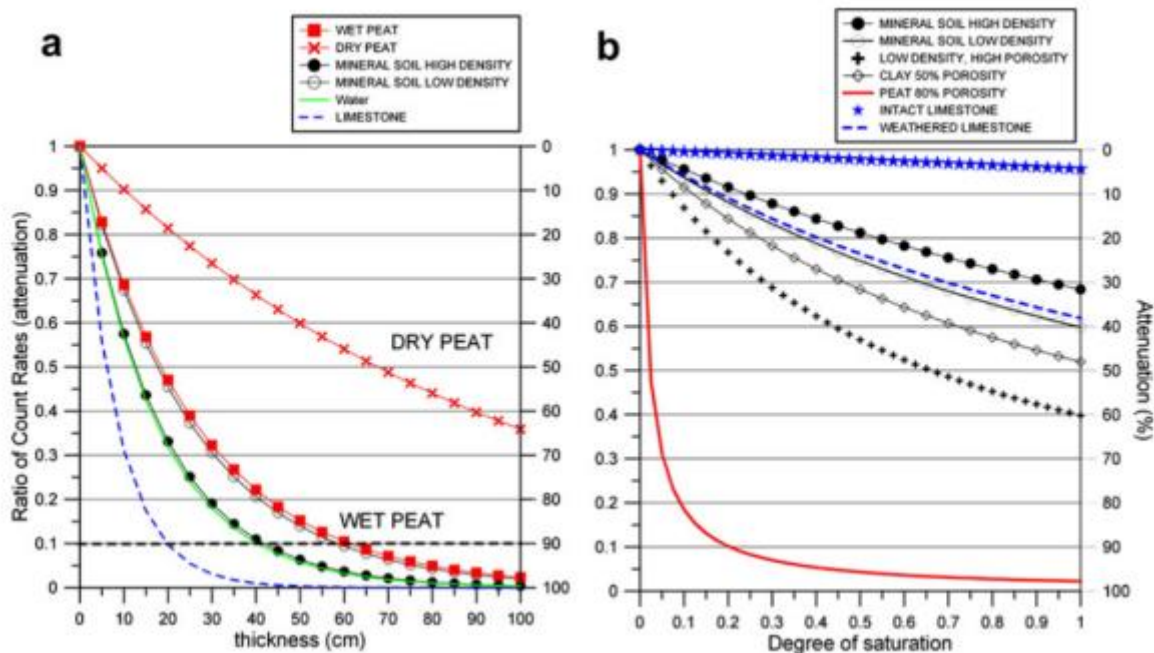 a
WET PEAT
DRY PEAT
MINERAL SOIL HIGH DENSITY
MINERAL SOIL LOW DENSITY
Water
LIMESTONE
Ratio of Count Rates (attenuation)
1
0.9
0.8
0.7
0.6
0.5
0.4
0.3
0.2
0.1
0
0
10
20
30
40
50
60
70
80
90
100
DRY PEAT
WET PEAT
0 10 20 30 40 50 60 70 80 90 100
thickness (cm)
b
MINERAL SOIL HIGH DENSITY
MINERAL SOIL LOW DENSITY
LOW DENSITY, HIGH POROSITY
CLAY 50% POROSITY
PEAT 80% POROSITY
INTACT LIMESTONE
WEATHERED LIMESTONE
1
0.9
0.8
0.7
0.6
0.5
0.4
0.3
0.2
0.1
0
0
10
20
30
40
50
60
70
80
90
100
Attenuation (%)
0 0.1 0.2 0.3 0.4 0.5 0.6 0.7 0.8 0.9 1
Degree of saturation